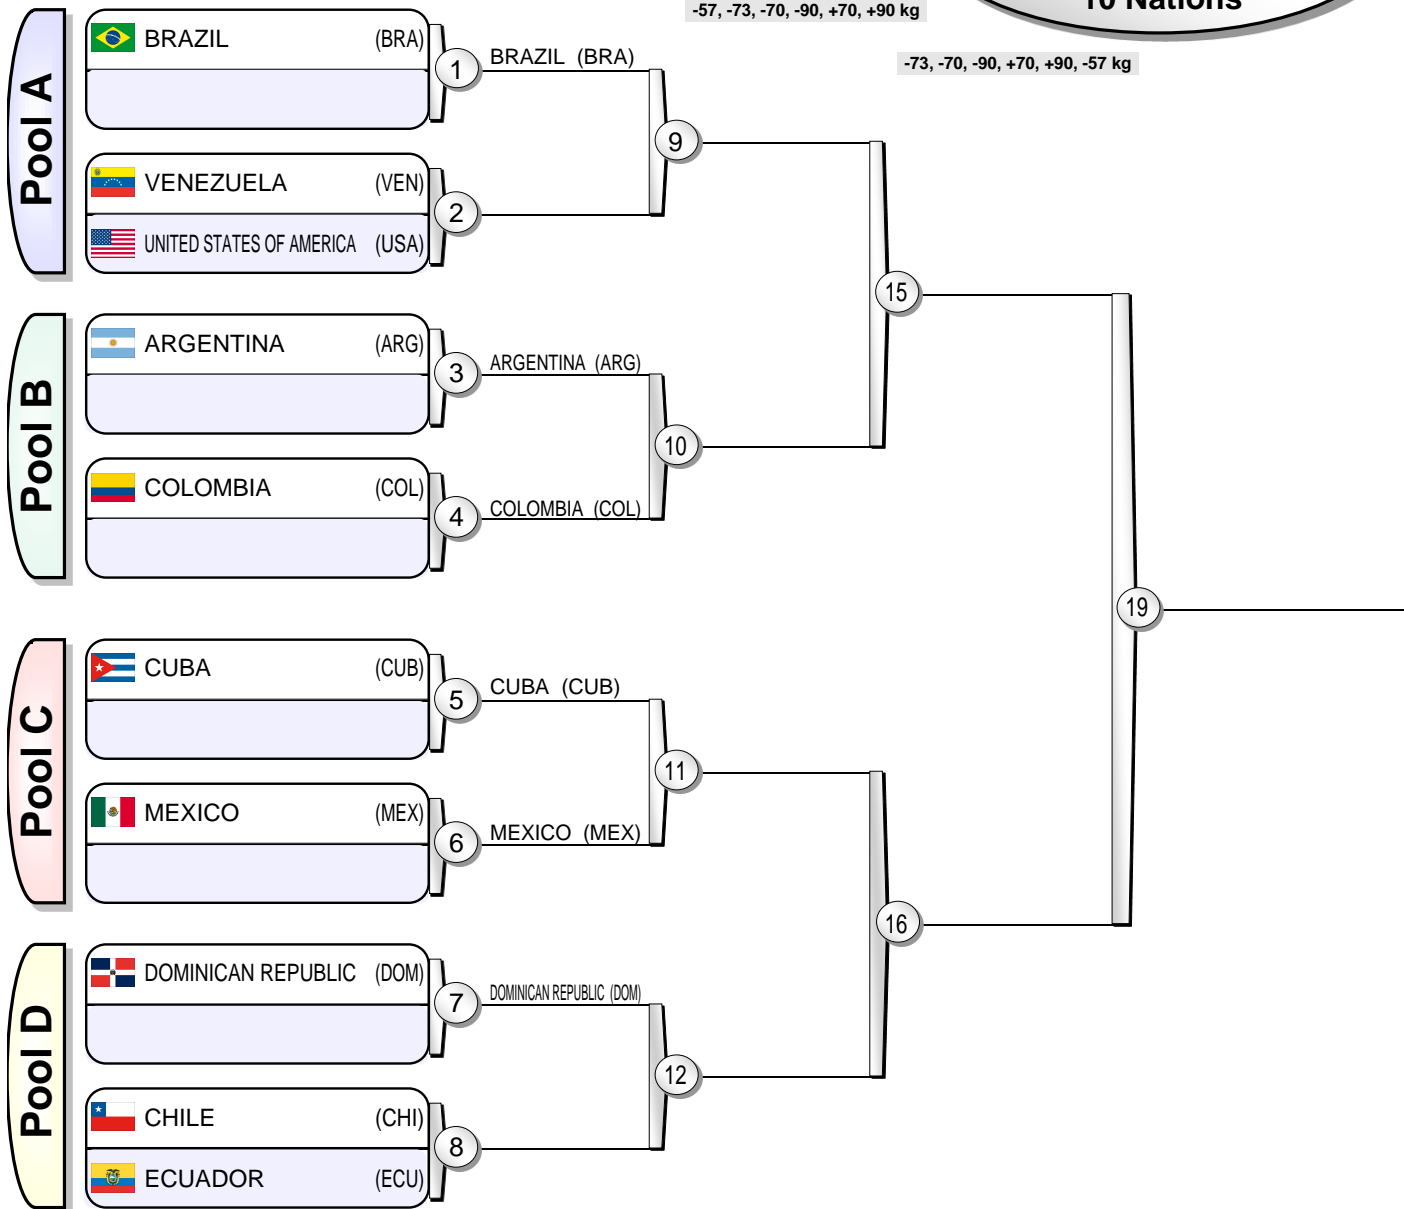 10 Nations
-57, -73, -70, -90, +70, +90 kg
-73, -70, -90, +70, +90, -57 kg
Pool A
BRAZIL (BRA)
1
BRAZIL (BRA)
9
VENEZUELA (VEN)
2
UNITED STATES OF AMERICA (USA)
15
Pool B
ARGENTINA (ARG)
3
ARGENTINA (ARG)
10
COLOMBIA (COL)
4
COLOMBIA (COL)
19
Pool C
CUBA (CUB)
5
CUBA (CUB)
11
MEXICO (MEX)
6
MEXICO (MEX)
16
Pool D
DOMINICAN REPUBLIC (DOM)
7
DOMINICAN REPUBLIC (DOM)
12
CHILE (CHI)
8
ECUADOR (ECU)